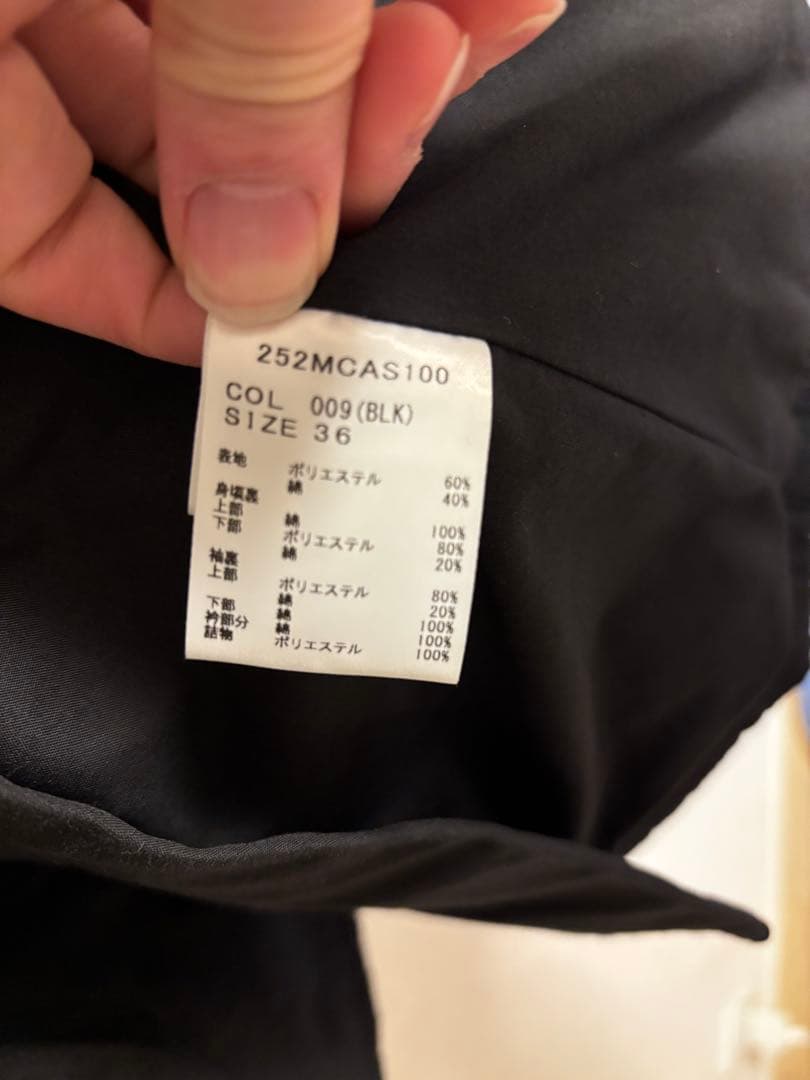 252MCAS100
COL 009(BLK)
SIZE 36
表地 ポリエステル 60%
綿 40%
身頃裏
上部 綿 100%
下部 ポリエステル 80%
綿 20%
袖裏
上部 ポリエステル 80%
綿 20%
下部 綿 100%
衿部分 綿 100%
詰物 ポリエステル 100%